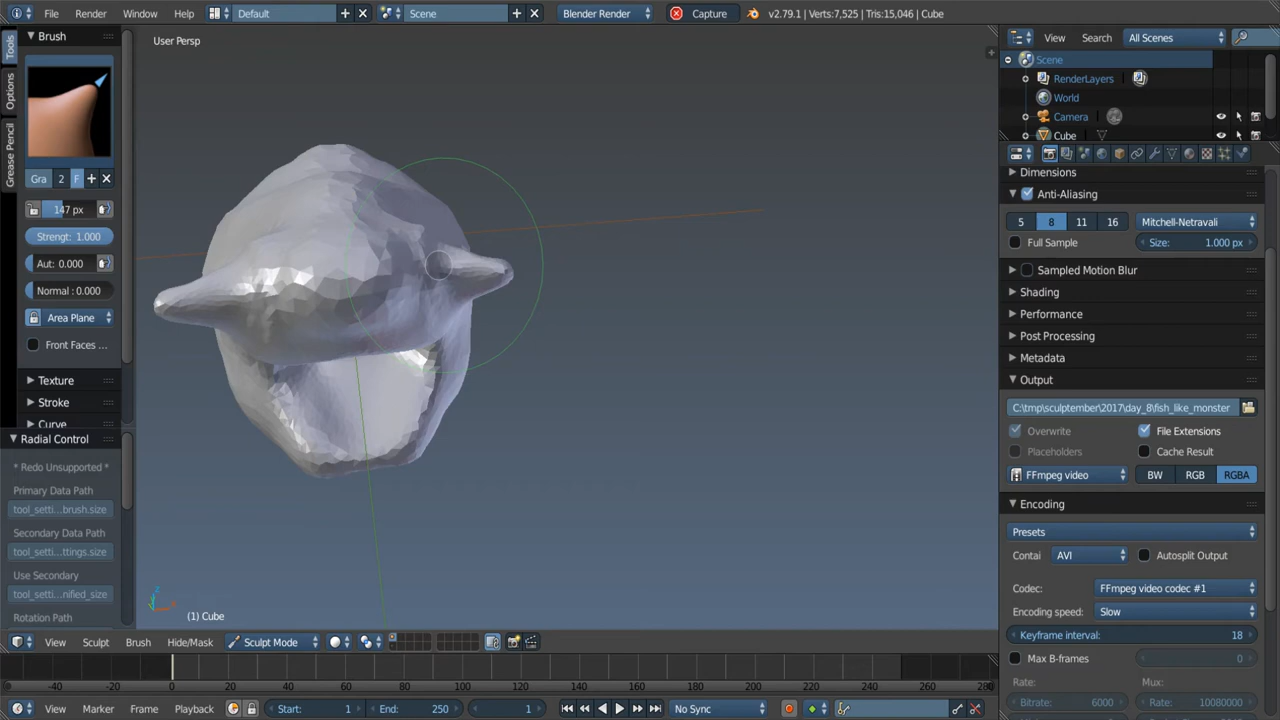 File Render Window Help Default Scene Blender Render Capture v2.79.1 | Verts:7,525 | Tris:15,046 | Cube
Tools
Options
Grease Pencil
Brush
Gra 2 F
147 px
Strengt: 1.000
Aut: 0.000
Normal : 0.000
Area Plane
Front Faces ...
Texture
Stroke
Curve
Radial Control
* Redo Unsupported *
Primary Data Path
tool_setti...brush.size
Secondary Data Path
tool_setti...ttings.size
Use Secondary
tool_setti...nified_size
Rotation Path
User Persp
(1) Cube
View Sculpt Brush Hide/Mask Sculpt Mode
-40 -20 0 20 40 60 80 100 120 140 160 180 200 220 240 260 280
View Marker Frame Playback Start: 1 End: 250 1 No Sync
View Search All Scenes
Scene
RenderLayers
World
Camera
Cube
Dimensions
Anti-Aliasing
5 8 11 16 Mitchell-Netravali
Full Sample Size: 1.000 px
Sampled Motion Blur
Shading
Performance
Post Processing
Metadata
Output
C:\tmp\sculptember\2017\day_8\fish_like_monster
Overwrite File Extensions
Placeholders Cache Result
FFmpeg video BW RGB RGBA
Encoding
Presets
Contai AVI Autosplit Output
Codec: FFmpeg video codec #1
Encoding speed: Slow
Keyframe interval: 18
Max B-frames 0
Rate: Mux:
Bitrate: 6000 Rate: 10080000